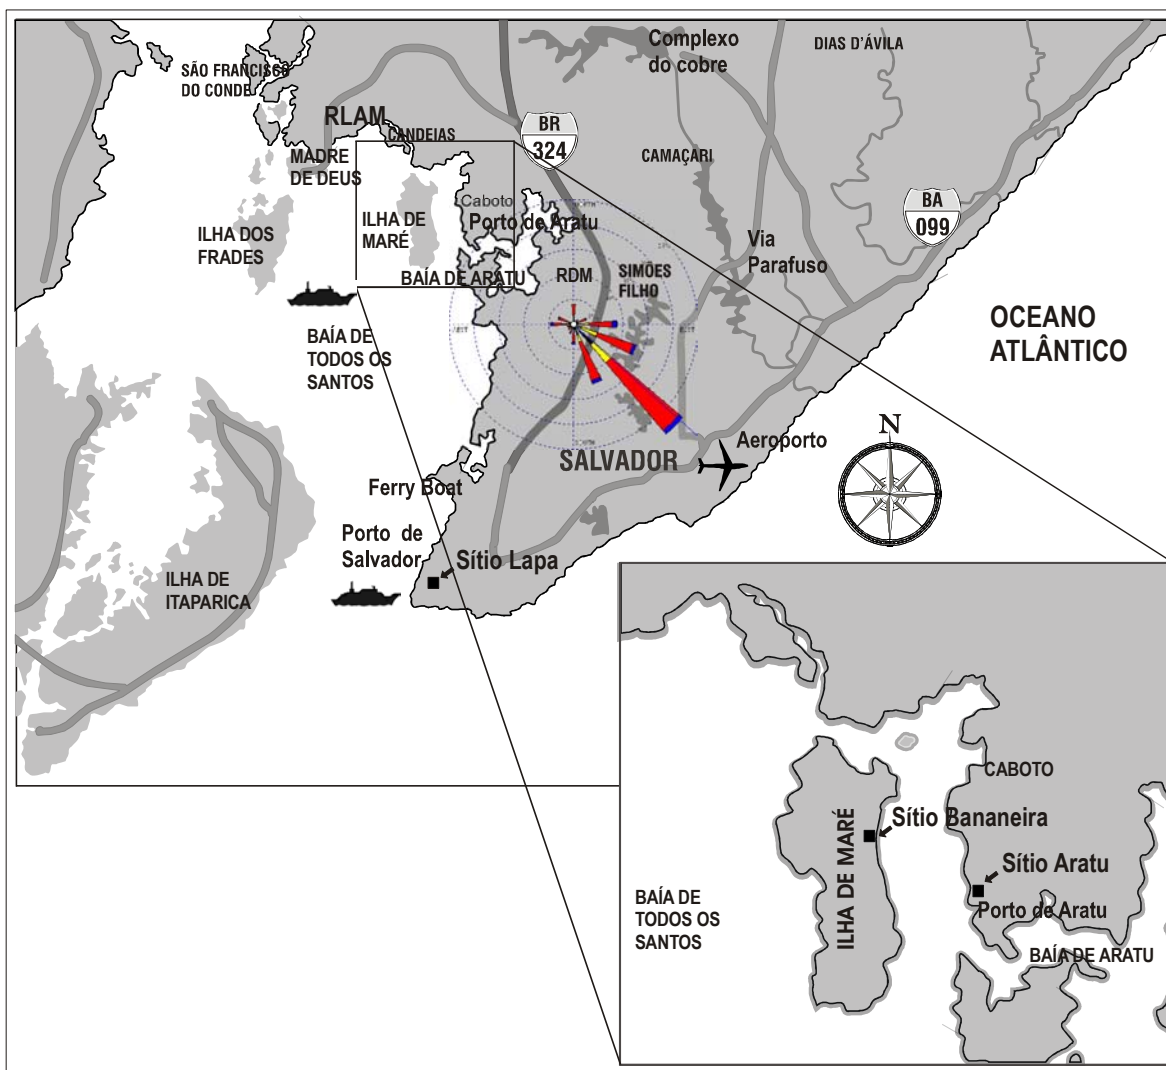 Complexo
do cobre
DIAS D'ÁVILA
SÃO FRANCISCO
DO CONDE
RLAM
CANDEIAS
BR
324
CAMAÇARI
MADRE
DE DEUS
BA
099
Caboto
Porto de Aratu
ILHA DE
MARÉ
ILHA DOS
FRADES
Via
Parafuso
BAÍA DE ARATU
RDM
SIMÕES
FILHO
NORTH
EAST
SOUTH
OCEANO
ATLÂNTICO
BAÍA DE
TODOS OS
SANTOS
N
Aeroporto
SALVADOR
Ferry Boat
Porto de
Salvador
Sítio Lapa
ILHA DE
ITAPARICA
CABOTO
Sítio Bananeira
ILHA DE MARÉ
Sítio Aratu
Porto de Aratu
BAÍA DE
TODOS OS
SANTOS
BAÍA DE ARATU